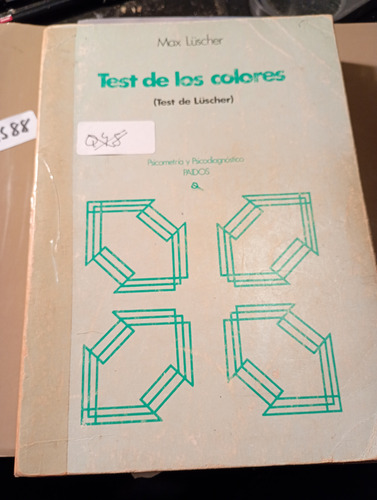 Max Lüscher
Test de los colores
(Test de Lüscher)
588
Psicometría y Psicodiagnóstico
PAIDOS